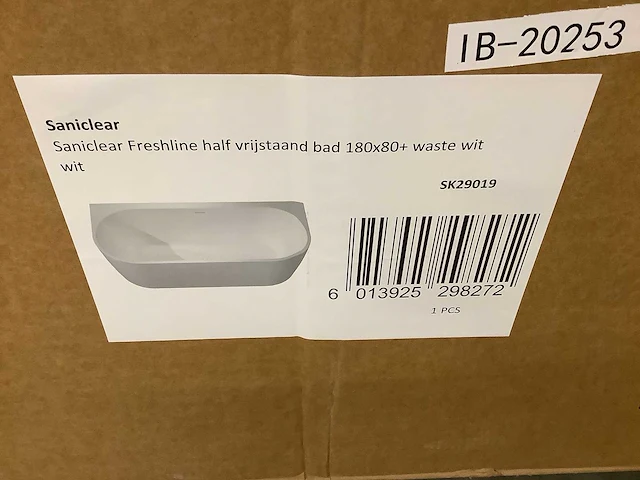 IB-20253
Saniclear
Saniclear Freshline half vrijstaand bad 180x80+ waste wit
wit
SK29019
6 013925 298272
1 PCS